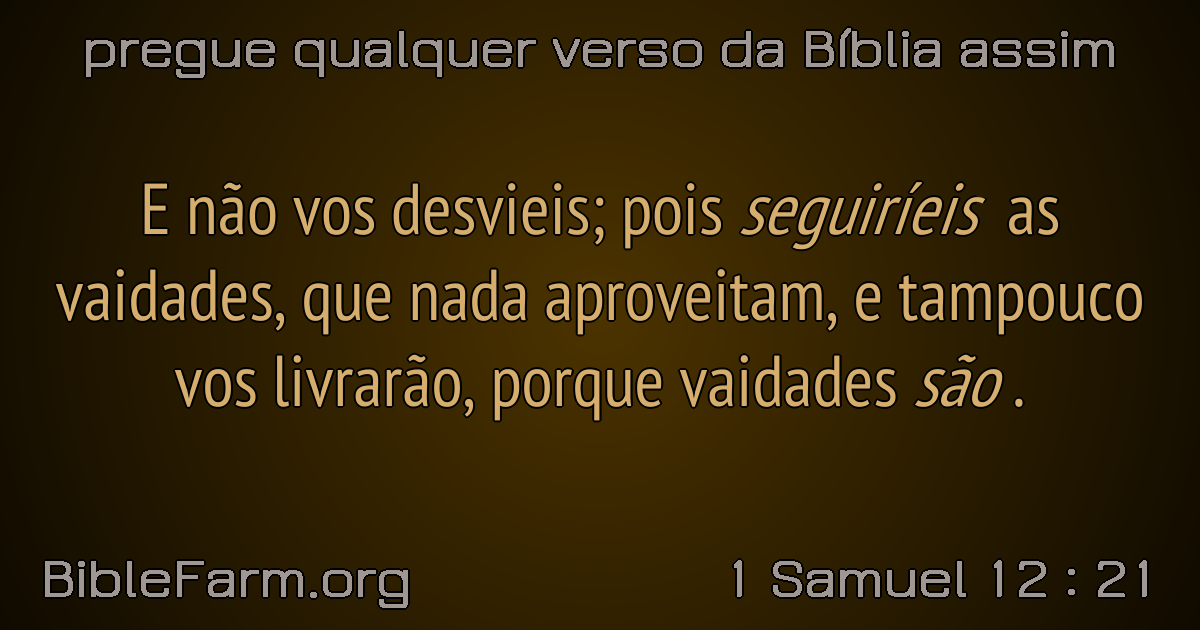 pregue qualquer verso da Bíblia assim
E não vos desvieis; pois seguiríeis as
vaidades, que nada aproveitam, e tampouco
vos livrarão, porque vaidades são .
BibleFarm.org
1 Samuel 12 : 21